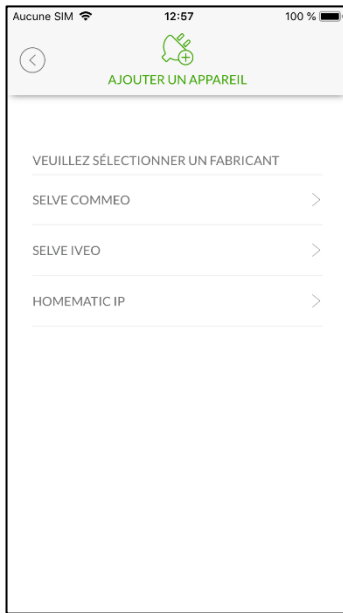 Aucune SIM 12:57 100 %
AJOUTER UN APPAREIL
VEUILLEZ SÉLECTIONNER UN FABRICANT
SELVE COMMEO
SELVE IVEO
HOMEMATIC IP